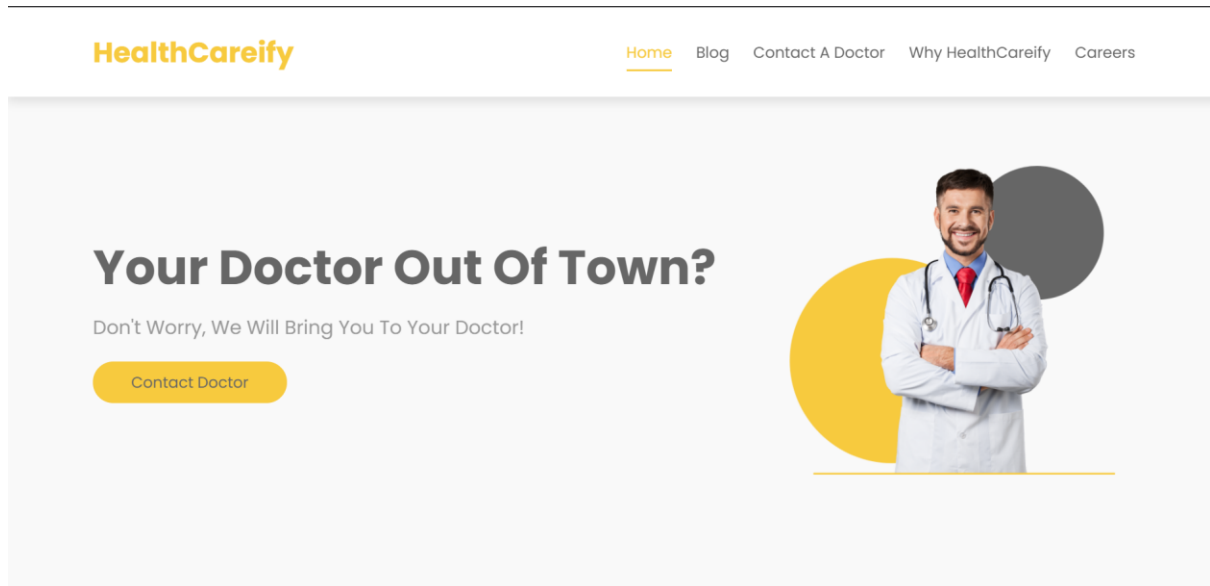 HealthCareify
Home Blog Contact A Doctor Why HealthCareify Careers
Your Doctor Out Of Town?
Don't Worry, We Will Bring You To Your Doctor!
Contact Doctor